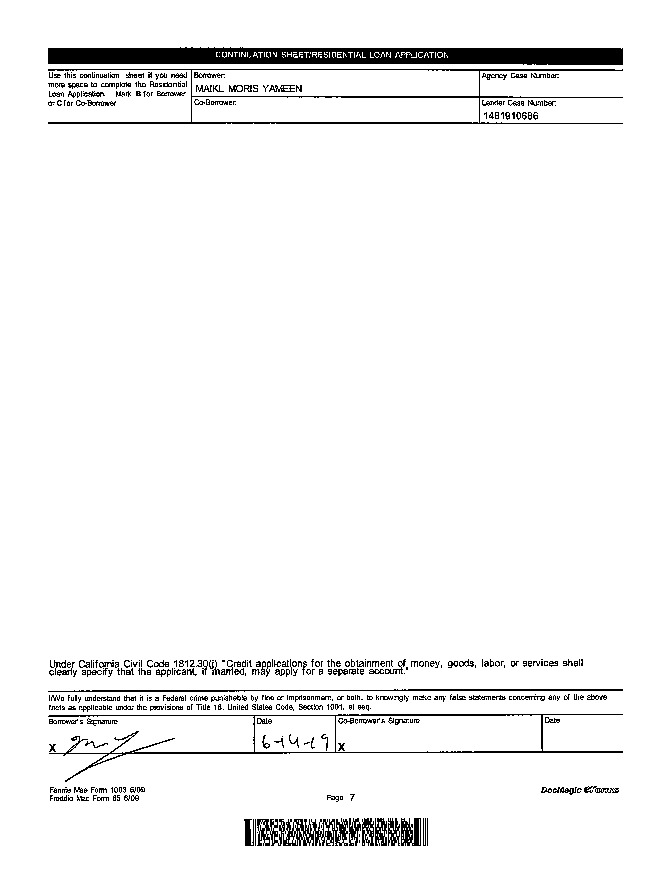 CONTINUATION SHEET/RESIDENTIAL LOAN APPLICATION
Use this continuation sheet if you need
more space to complete the Residential
Loan Application. Mark B for Borrower
or C for Co-Borrower.
Borrower:
MAIKL MORIS YAMEEN
Agency Case Number:
Co-Borrower:
Lender Case Number:
1481910686
Under California Civil Code 1812.30(j) "Credit applications for the obtainment of money, goods, labor, or services shall
clearly specify that the applicant, if married, may apply for a separate account."
I/We fully understand that it is a Federal crime punishable by fine or imprisonment, or both, to knowingly make any false statements concerning any of the above
facts as applicable under the provisions of Title 18, United States Code, Section 1001, et seq.
Borrower's Signature
Date
Co-Borrower's Signature
Date
X
6-14-19
X
Fannie Mae Form 1003 6/09
Freddie Mac Form 65 6/09
Page 7
DocMagic